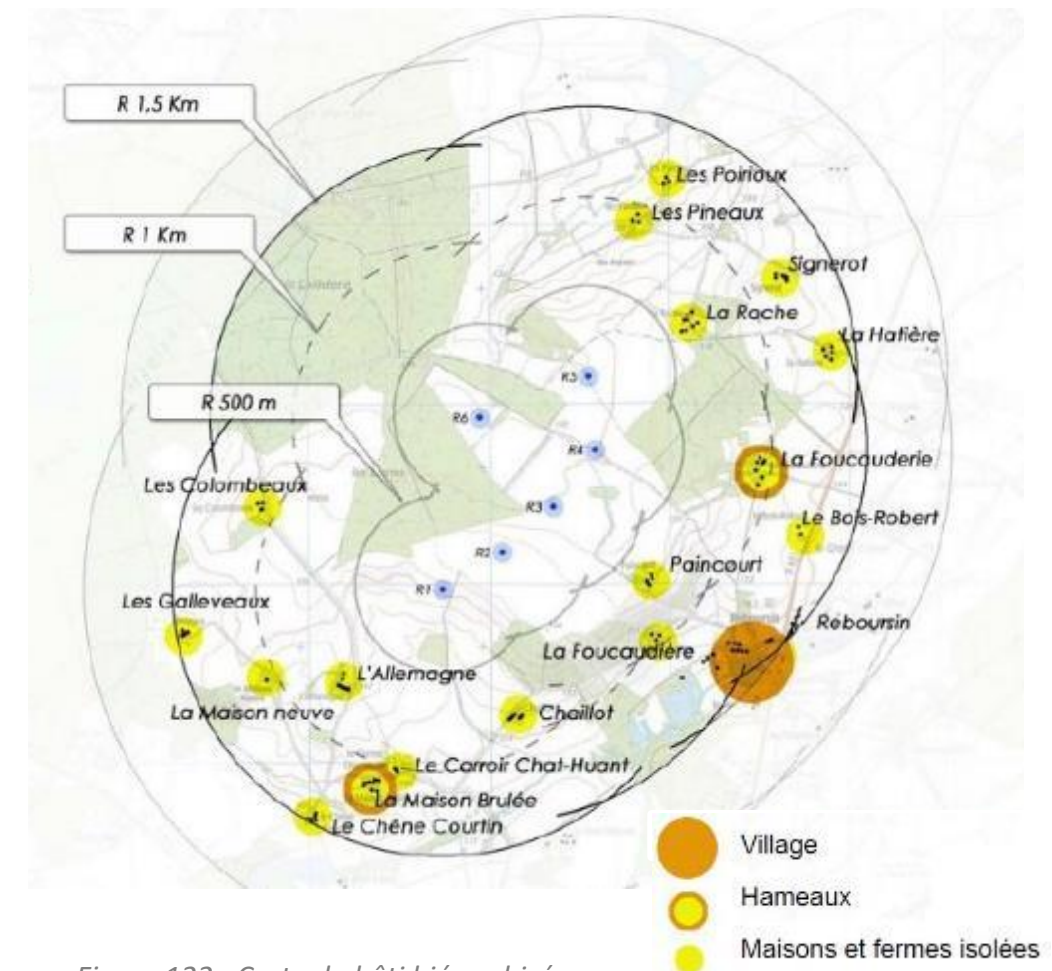 R 1,5 Km
Les Poirioux
Les Pineaux
R 1 Km
Signerot
La Roche
La Hatière
R5
R 500 m
R6
R4
La Foucauderie
Les Colombeaux
R3
Le Bois-Robert
R2
Paincourt
R1
Les Galleveaux
Reboursin
La Foucaudière
L'Allemagne
La Maison neuve
Chaillot
Le Carroir Chat-Huant
La Maison Brulée
Le Chêne Courtin
Village
Hameaux
Maisons et fermes isolées